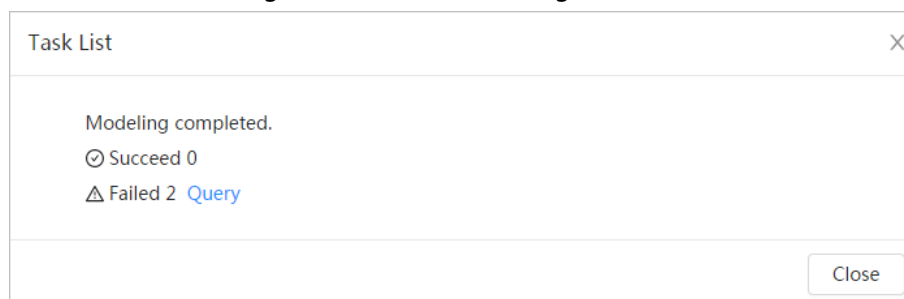 Task List
Modeling completed.
Succeed 0
Failed 2 Query
Close